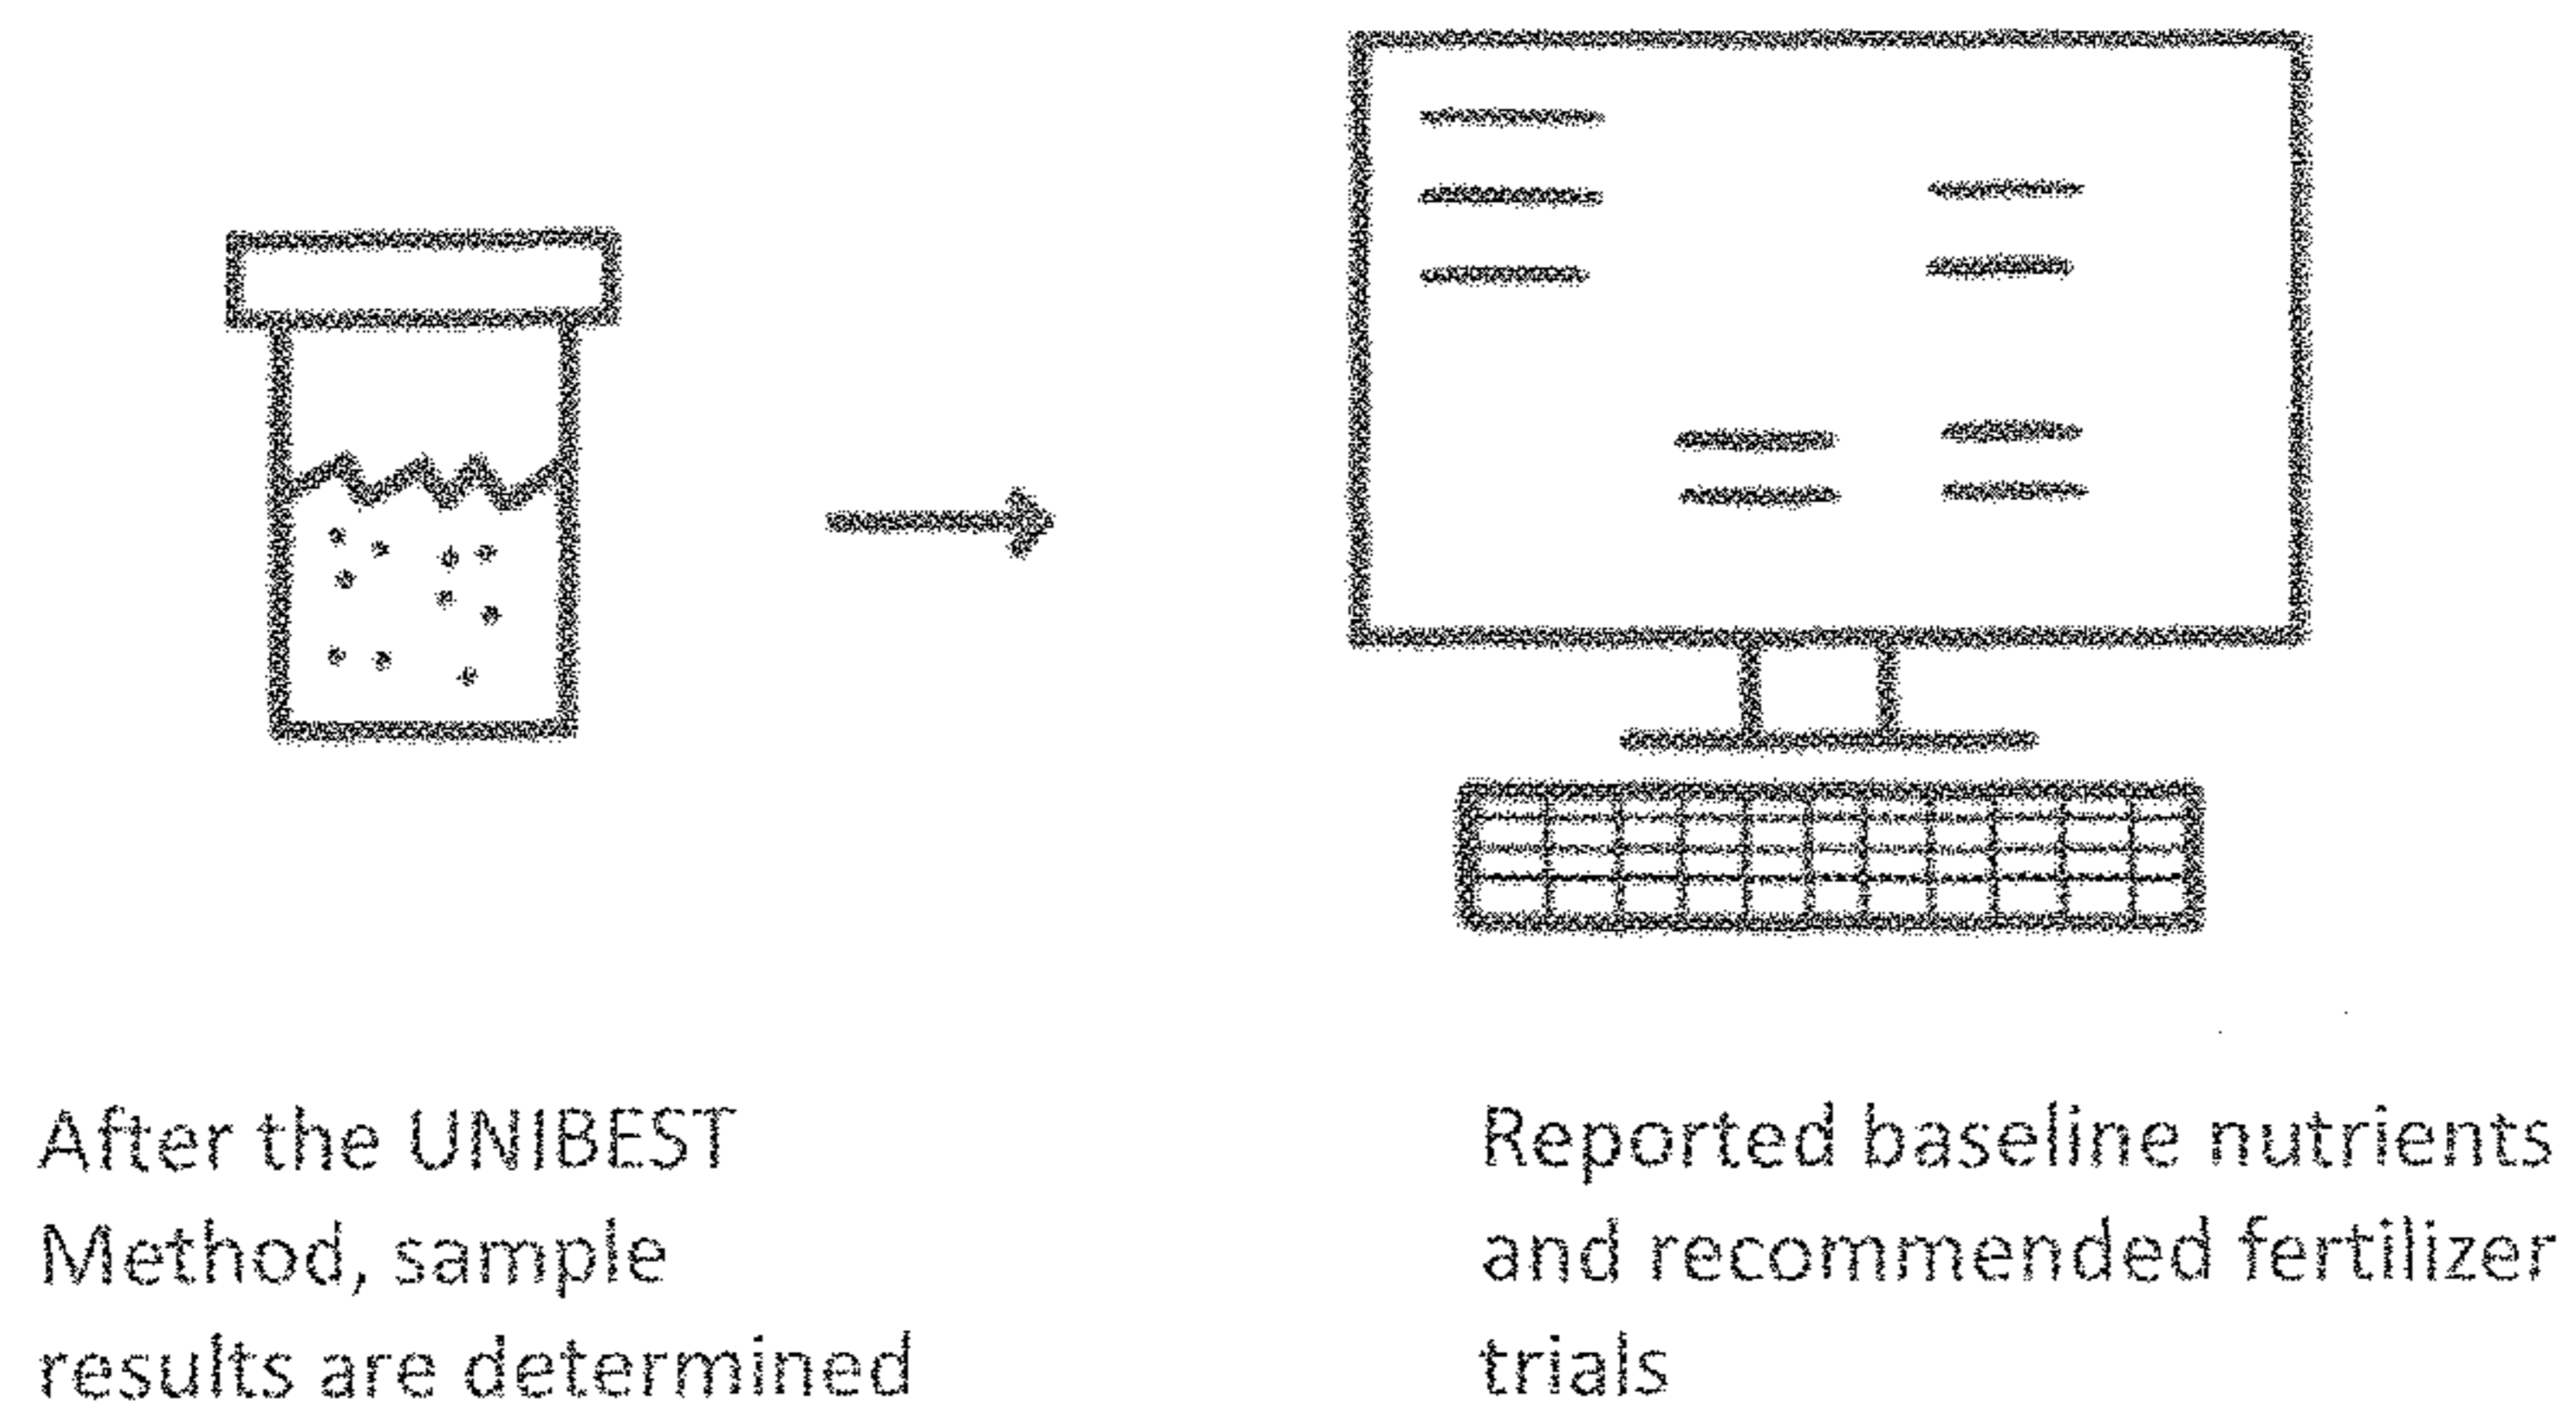 After the UNIBEST
Method, sample
results are determined
Reported baseline nutrients
and recommended fertilizer
trials